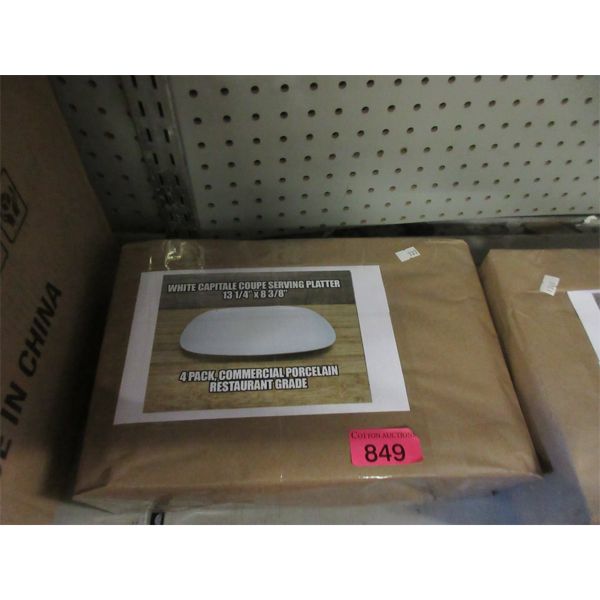 WHITE CAPITALE COUPE SERVING PLATTER
13 1/4" X 8 3/8"
4 PACK, COMMERCIAL PORCELAIN
RESTAURANT GRADE
COTTON AUCTIONS
849
E IN CHINA